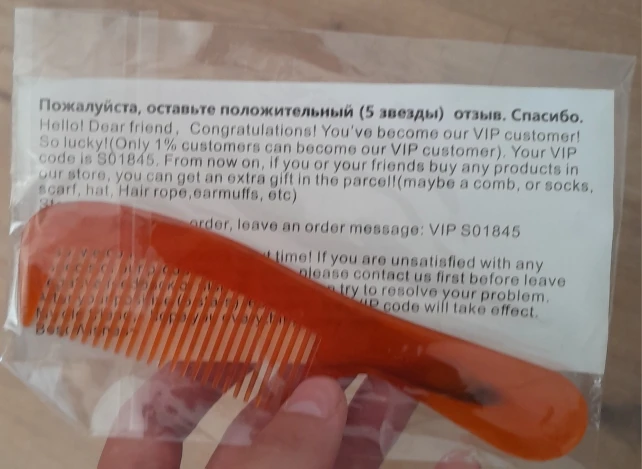 Пожалуйста, оставьте положительный (5 звезды) отзыв. Спасибо.
Hello! Dear friend, Congratulations! You've become our VIP customer!
So lucky!(Only 1% customers can become our VIP customer). Your VIP
code is S01845. From now on, if you or your friends buy any products in
our store, you can get an extra gift in the parcel!(maybe a comb, or socks,
scarf, hat, Hair rope,earmuffs, etc)
order, leave an order message: VIP S01845
time! If you are unsatisfied with any
please contact us first before leave
try to resolve your problem.
code will take effect.